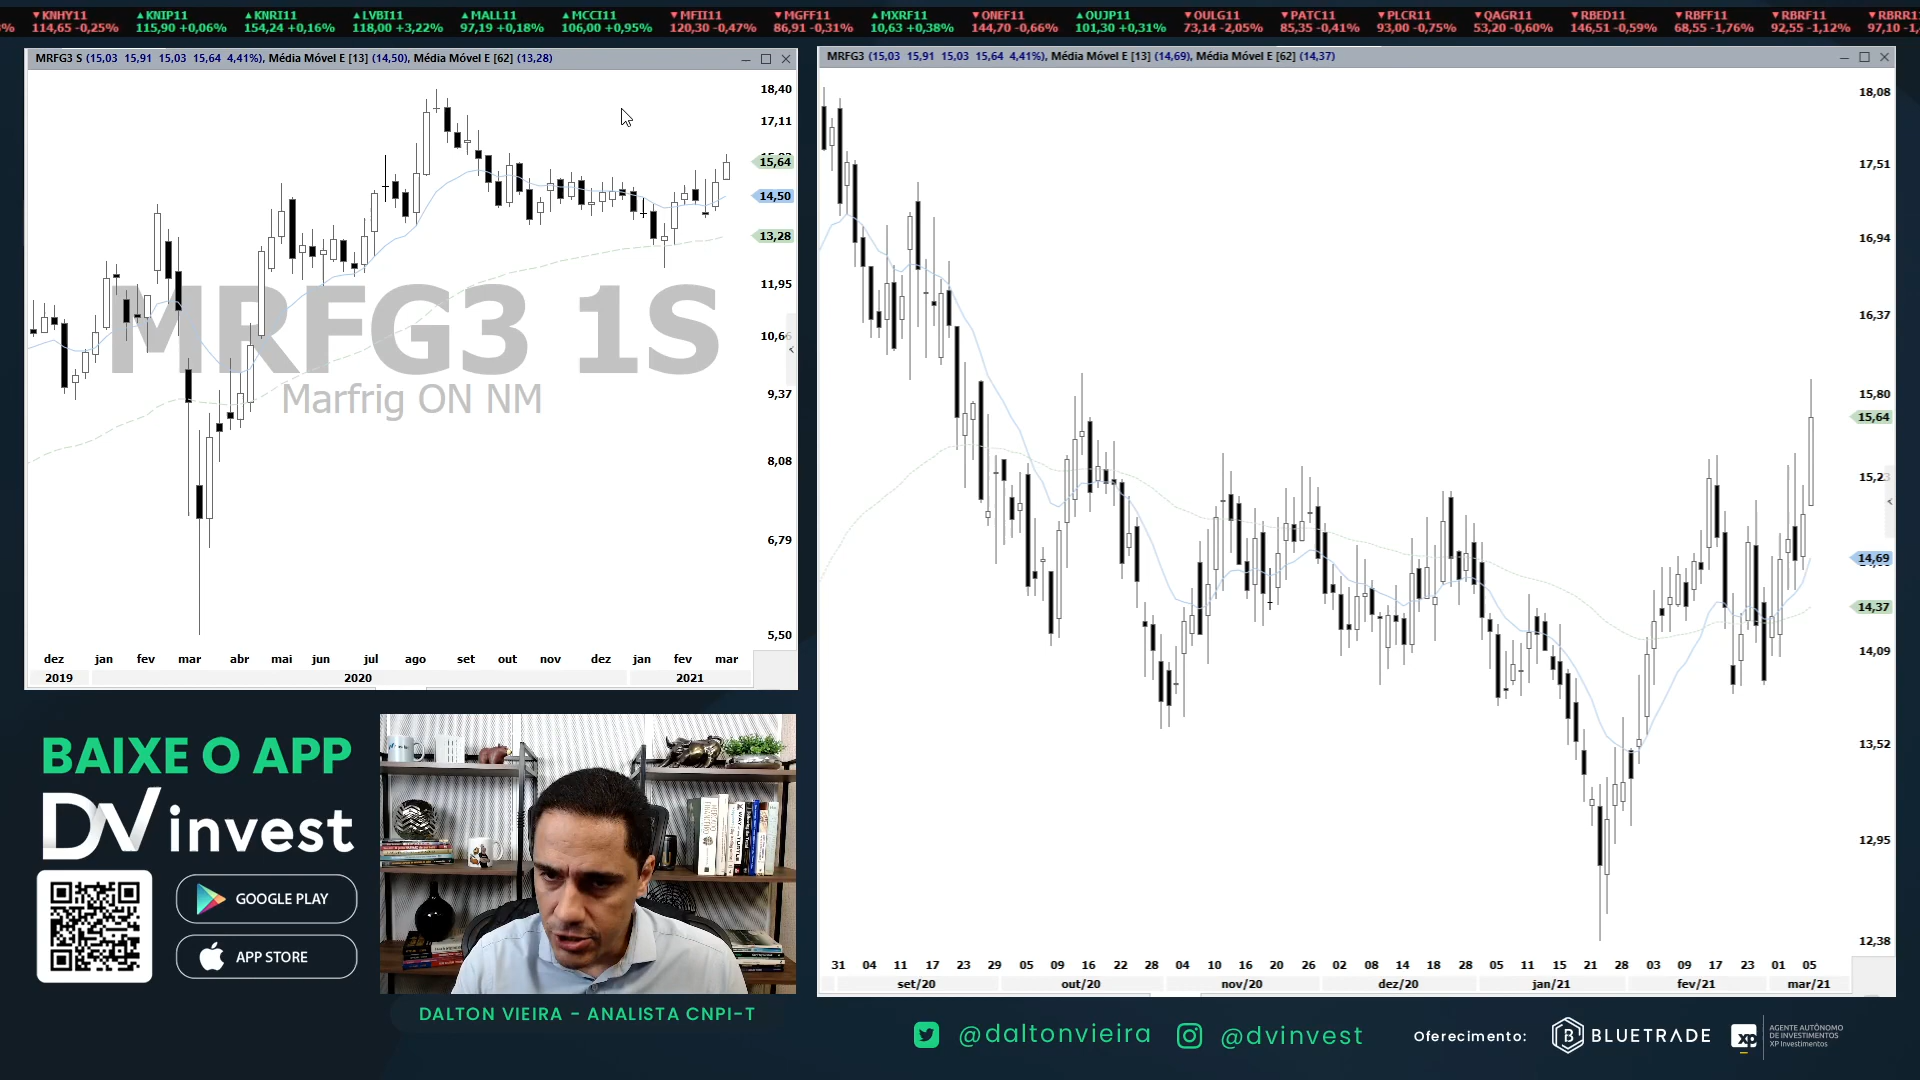 ▼KNHY11 ▲KNIP11 ▲KNRI11 ▲LVBI11 ▲MALL11 ▲MCCI11 ▼MFII11 ▼MGFF11 ▲MXRF11 ▼ONEF11 ▲OUJP11 ▼OULG11 ▼PATC11 ▼PLCR11 ▼QAGR11 ▼RBED11 ▼RBFF11 ▼RBRF11
114,65 -0,25% 115,90 +0,06% 154,24 +0,16% 118,00 +3,22% 97,19 +0,18% 106,00 +0,95% 120,30 -0,47% 86,91 -0,31% 10,63 +0,38% 144,70 -0,66% 101,30 +0,31% 73,14 -2,05% 85,35 -0,41% 93,00 -0,75% 53,20 -0,60% 146,51 -0,59% 68,55 -1,76% 92,55 -1,12%
MRFG3 S (15,03 15,91 15,03 15,64 4,41%), Média Móvel E [13] (14,50), Média Móvel E [62] (13,28)
18,40
17,11
15,64
14,50
13,28
11,95
10,66
9,37
8,08
6,79
5,50
MRFG3 1S
Marfrig ON NM
dez jan fev mar abr mai jun jul ago set out nov dez jan fev mar
2019 2020 2021
MRFG3 (15,03 15,91 15,03 15,64 4,41%), Média Móvel E [13] (14,69), Média Móvel E [62] (14,37)
18,08
17,51
16,94
16,37
15,80
15,64
15,23
14,69
14,37
14,09
13,52
12,95
12,38
31 04 11 17 23 29 05 09 16 22 28 04 10 16 20 26 02 08 14 18 28 05 11 15 21 28 03 09 17 23 01 05
set/20 out/20 nov/20 dez/20 jan/21 fev/21 mar/21
BAIXE O APP
DV invest
GOOGLE PLAY
APP STORE
DALTON VIEIRA - ANALISTA CNPI-T
@daltonvieira @dvinvest
Oferecimento:
B BLUETRADE
xp
AGENTE AUTÔNOMO
DE INVESTIMENTOS
XP Investimentos